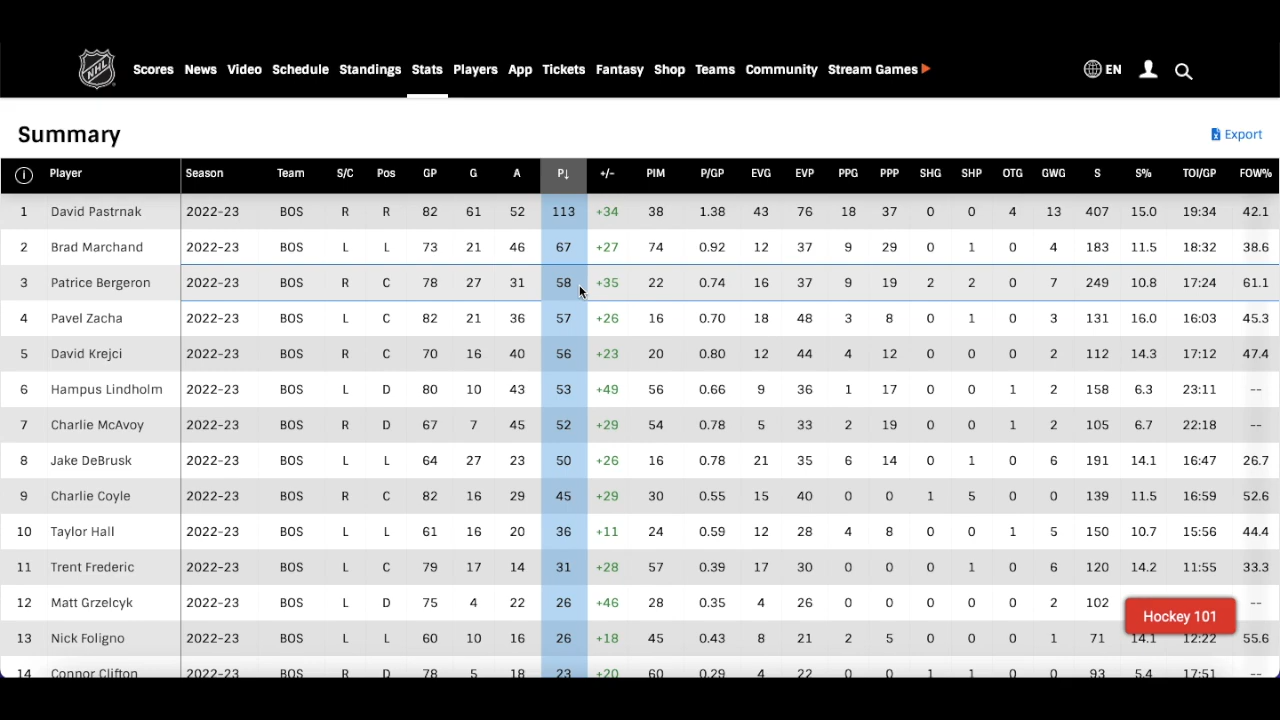 NHL Scores News Video Schedule Standings Stats Players App Tickets Fantasy Shop Teams Community Stream Games EN
Summary Export
i Player Season Team S/C Pos GP G A P↓ +/- PIM P/GP EVG EVP PPG PPP SHG SHP OTG GWG S S% TOI/GP FOW%
1 David Pastrnak 2022-23 BOS R R 82 61 52 113 +34 38 1.38 43 76 18 37 0 0 4 13 407 15.0 19:34 42.1
2 Brad Marchand 2022-23 BOS L L 73 21 46 67 +27 74 0.92 12 37 9 29 0 1 0 4 183 11.5 18:32 38.6
3 Patrice Bergeron 2022-23 BOS R C 78 27 31 58 +35 22 0.74 16 37 9 19 2 2 0 7 249 10.8 17:24 61.1
4 Pavel Zacha 2022-23 BOS L C 82 21 36 57 +26 16 0.70 18 48 3 8 0 1 0 3 131 16.0 16:03 45.3
5 David Krejci 2022-23 BOS R C 70 16 40 56 +23 20 0.80 12 44 4 12 0 0 0 2 112 14.3 17:12 47.4
6 Hampus Lindholm 2022-23 BOS L D 80 10 43 53 +49 56 0.66 9 36 1 17 0 0 1 2 158 6.3 23:11 --
7 Charlie McAvoy 2022-23 BOS R D 67 7 45 52 +29 54 0.78 5 33 2 19 0 0 1 2 105 6.7 22:18 --
8 Jake DeBrusk 2022-23 BOS L L 64 27 23 50 +26 16 0.78 21 35 6 14 0 1 0 6 191 14.1 16:47 26.7
9 Charlie Coyle 2022-23 BOS R C 82 16 29 45 +29 30 0.55 15 40 0 0 1 5 0 0 139 11.5 16:59 52.6
10 Taylor Hall 2022-23 BOS L L 61 16 20 36 +11 24 0.59 12 28 4 8 0 0 1 5 150 10.7 15:56 44.4
11 Trent Frederic 2022-23 BOS L C 79 17 14 31 +28 57 0.39 17 30 0 0 0 1 0 6 120 14.2 11:55 33.3
12 Matt Grzelcyk 2022-23 BOS L D 75 4 22 26 +46 28 0.35 4 26 0 0 0 0 0 2 102 --
Hockey 101
13 Nick Foligno 2022-23 BOS L L 60 10 16 26 +18 45 0.43 8 21 2 5 0 0 0 1 71 14.1 12:22 55.6
14 Connor Clifton 2022-23 BOS R D 78 5 18 23 +20 60 0.29 4 22 0 0 1 1 0 0 93 5.4 17:51 --